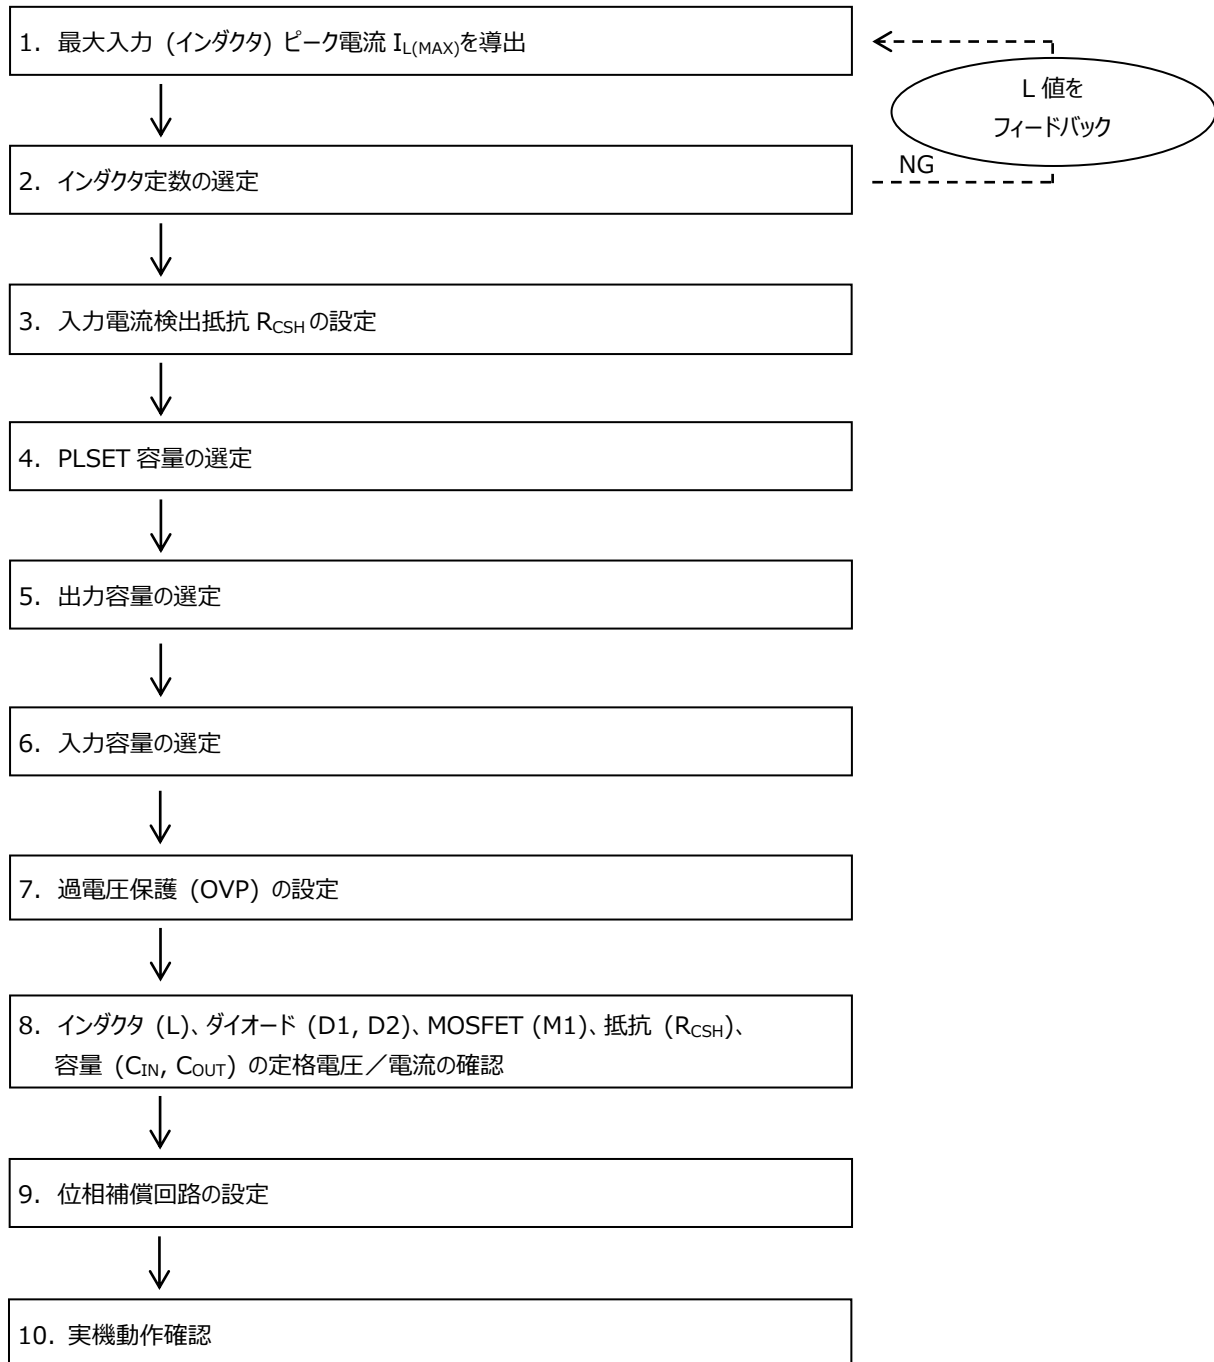 1. 最大入力 (インダクタ) ピーク電流 IL(MAX)を導出
L 値を
フィードバック
NG
2. インダクタ定数の選定
3. 入力電流検出抵抗 RCSH の設定
4. PLSET 容量の選定
5. 出力容量の選定
6. 入力容量の選定
7. 過電圧保護 (OVP) の設定
8. インダクタ (L)、ダイオード (D1, D2)、MOSFET (M1)、抵抗 (RCSH)、
容量 (CIN, COUT) の定格電圧／電流の確認
9. 位相補償回路の設定
10. 実機動作確認